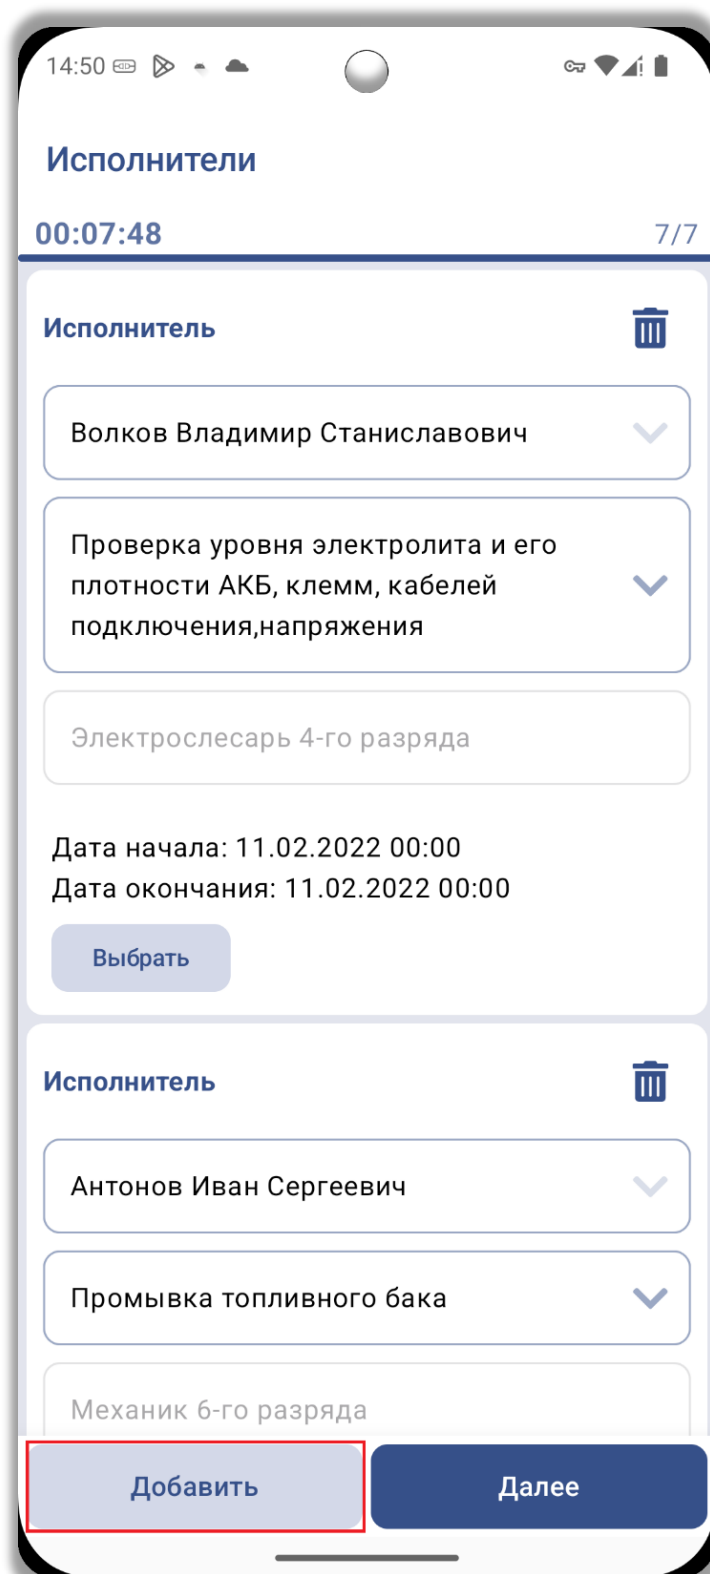 14:50
Исполнители
00:07:48 7/7
Исполнитель
Волков Владимир Станиславович
Проверка уровня электролита и его
плотности АКБ, клемм, кабелей
подключения,напряжения
Электрослесарь 4-го разряда
Дата начала: 11.02.2022 00:00
Дата окончания: 11.02.2022 00:00
Выбрать
Исполнитель
Антонов Иван Сергеевич
Промывка топливного бака
Механик 6-го разряда
Добавить Далее